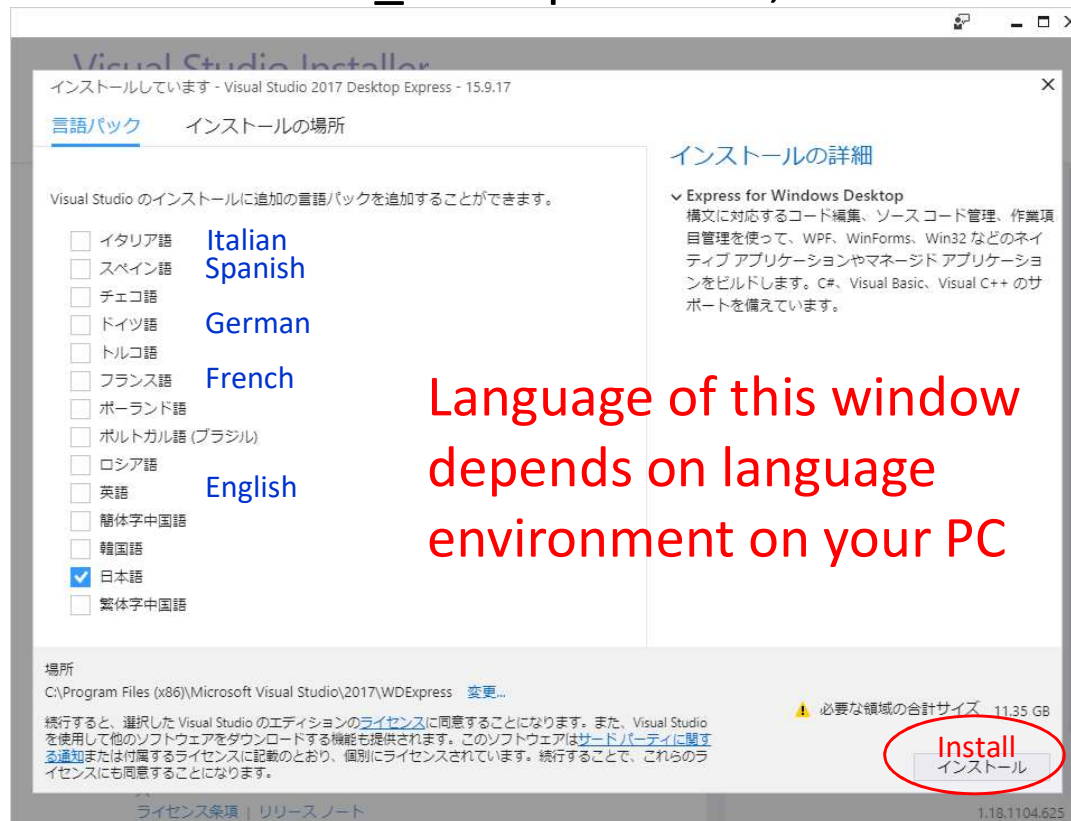 Visual Studio Installer
インストールしています - Visual Studio 2017 Desktop Express - 15.9.17
言語パック インストールの場所
Visual Studio のインストールに追加の言語パックを追加することができます。
イタリア語 Italian
スペイン語 Spanish
チェコ語
ドイツ語 German
トルコ語
フランス語 French
ポーランド語
ポルトガル語 (ブラジル)
ロシア語
英語 English
簡体字中国語
韓国語
日本語
繁体字中国語
インストールの詳細
Express for Windows Desktop
構文に対応するコード編集、ソース コード管理、作業項
目管理を使って、WPF、WinForms、Win32 などのネイ
ティブ アプリケーションやマネージド アプリケーショ
ンをビルドします。C#、Visual Basic、Visual C++ のサ
ポートを備えています。
Language of this window
depends on language
environment on your PC
場所
C:\Program Files (x86)\Microsoft Visual Studio\2017\WDExpress 変更...
続行すると、選択した Visual Studio のエディションのライセンスに同意することになります。また、Visual Studio
を使用して他のソフトウェアをダウンロードする機能も提供されます。このソフトウェアはサード パーティに関す
る通知または付属するライセンスに記載のとおり、個別にライセンスされています。続行することで、これらのラ
イセンスにも同意することになります。
必要な領域の合計サイズ 11.35 GB
Install
インストール
ライセンス条項 | リリース ノート
1.18.1104.625